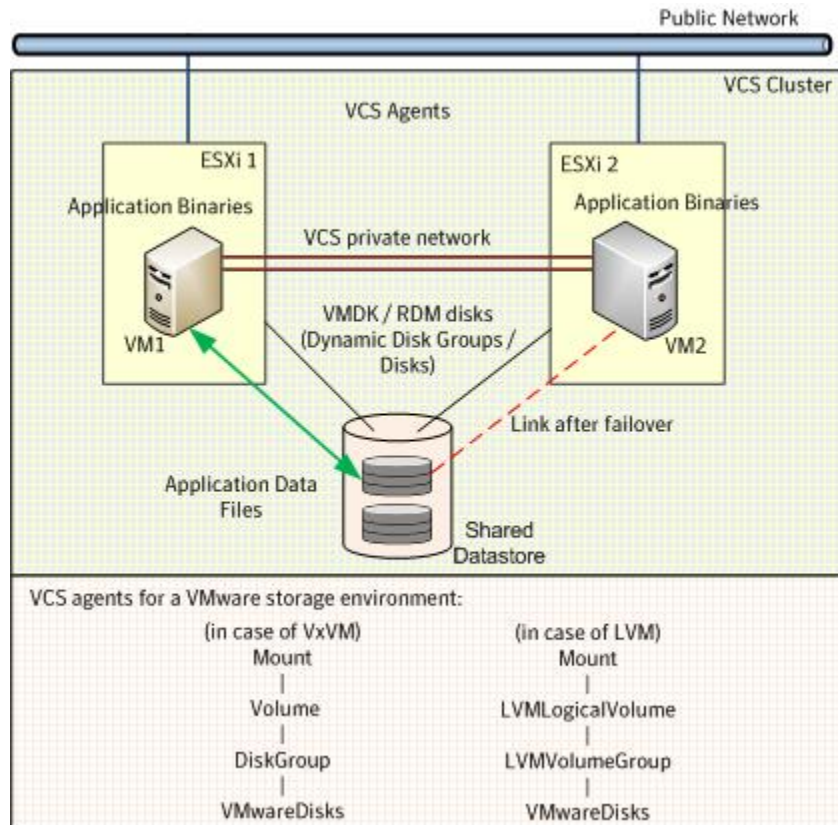 Public Network
VCS Cluster
VCS Agents
ESXi 1
ESXi 2
Application Binaries
Application Binaries
VCS private network
VMDK / RDM disks
(Dynamic Disk Groups /
Disks)
VM1
VM2
Link after failover
Application Data
Files
Shared
Datastore
VCS agents for a VMware storage environment:
(in case of VxVM)
Mount
|
Volume
|
DiskGroup
|
VMwareDisks
(in case of LVM)
Mount
|
LVMLogicalVolume
|
LVMVolumeGroup
|
VMwareDisks